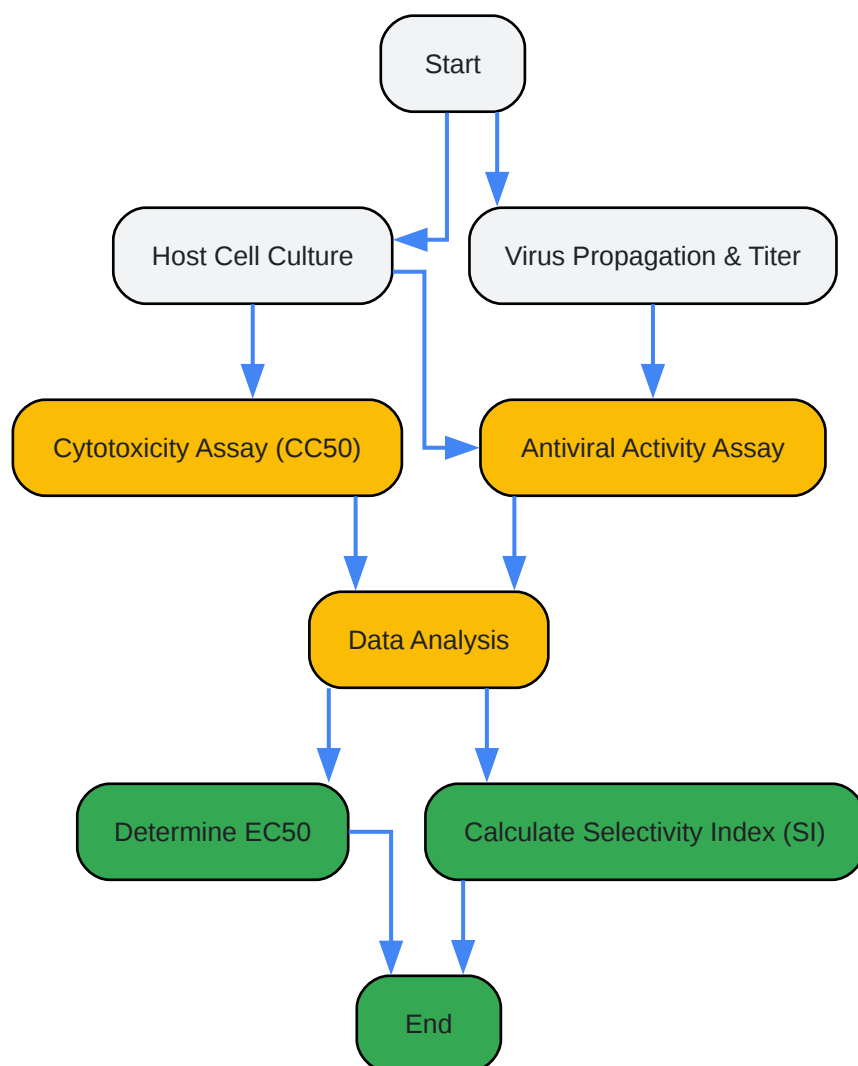 Start
Host Cell Culture
Virus Propagation & Titer
Cytotoxicity Assay (CC50)
Antiviral Activity Assay
Data Analysis
Determine EC50
Calculate Selectivity Index (SI)
End